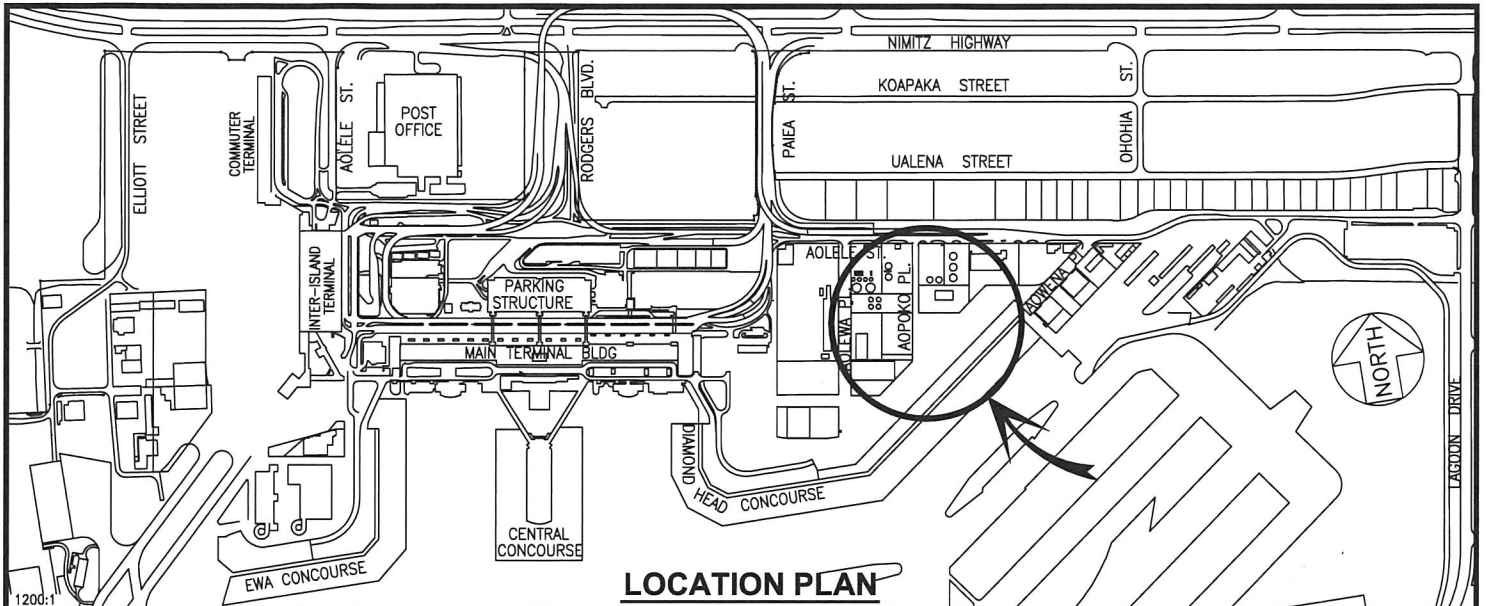 NIMITZ HIGHWAY
KOAPAKA STREET
UALENA STREET
OHOHIA ST.
PAIEA ST.
RODGERS BLVD.
ELLIOTT STREET
COMMUTER
TERMINAL
AOLELE ST.
POST
OFFICE
INTER-ISLAND
TERMINAL
PARKING
STRUCTURE
MAIN TERMINAL BLDG
AOLELE ST.
AOPOKO PL.
AOWENA
NORTH
LAGOON DRIVE
DIAMOND
HEAD CONCOURSE
CENTRAL
CONCOURSE
EWA CONCOURSE
LOCATION PLAN
1200:1